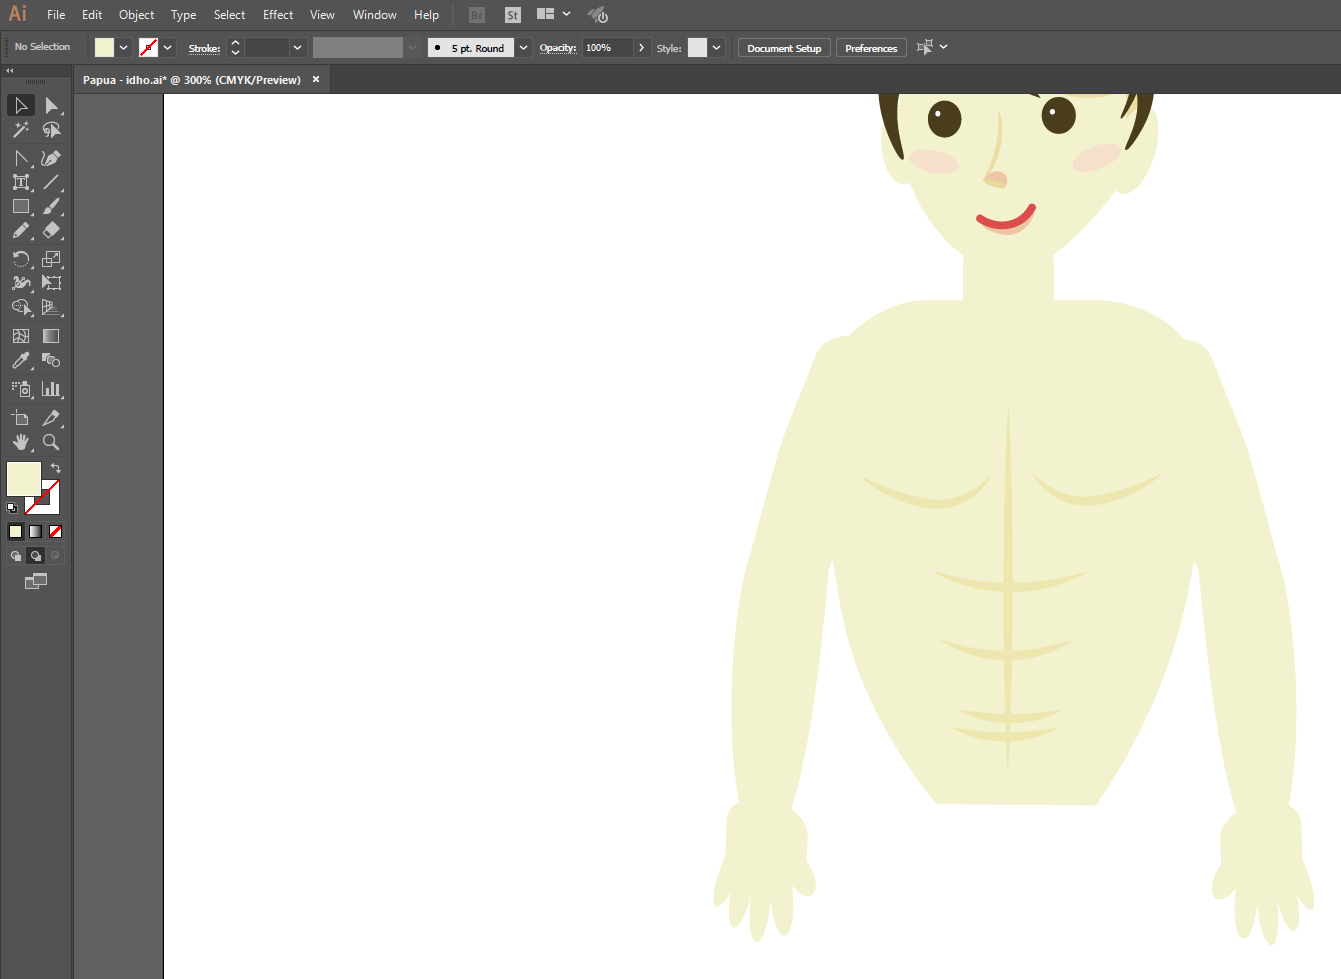 Ai File Edit Object Type Select Effect View Window Help Br St
No Selection Stroke: 5 pt. Round Opacity: 100% Style: Document Setup Preferences
Papua - idho.ai* @ 300% (CMYK/Preview) ×
T